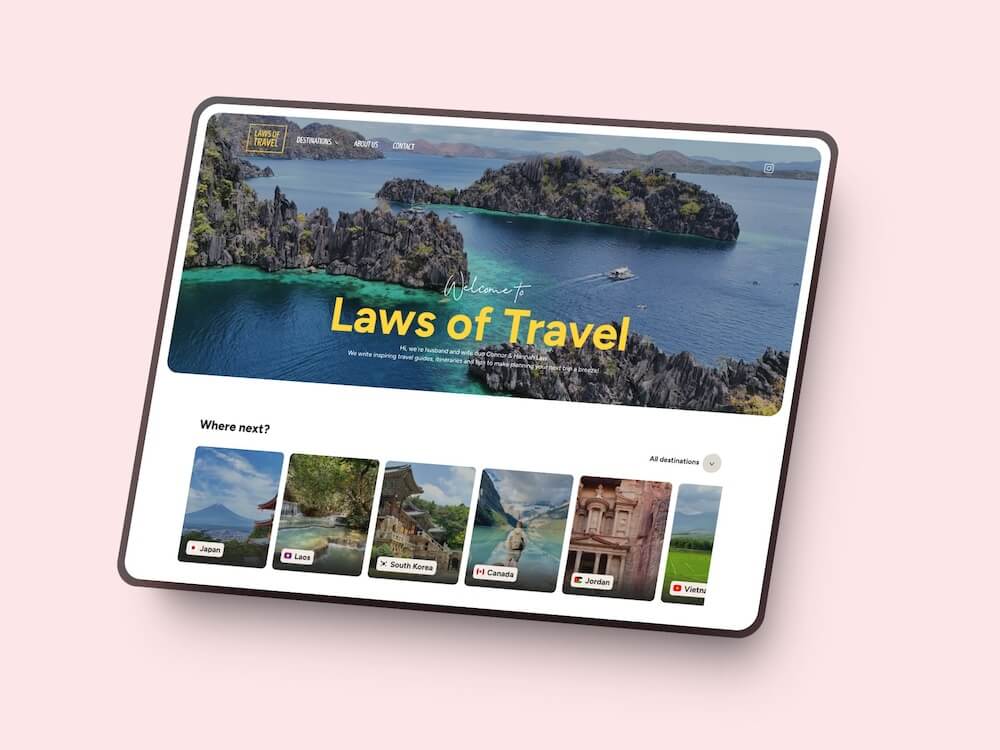 LAWS OF
TRAVEL
DESTINATIONS
ABOUT US
CONTACT
Welcome to
Laws of Travel
Hi, we're husband and wife duo Connor & Hannah Law.
We write inspiring travel guides, itineraries and tips to make planning your next trip a breeze!
Where next?
All destinations
Japan
Laos
South Korea
Canada
Jordan
Vietna